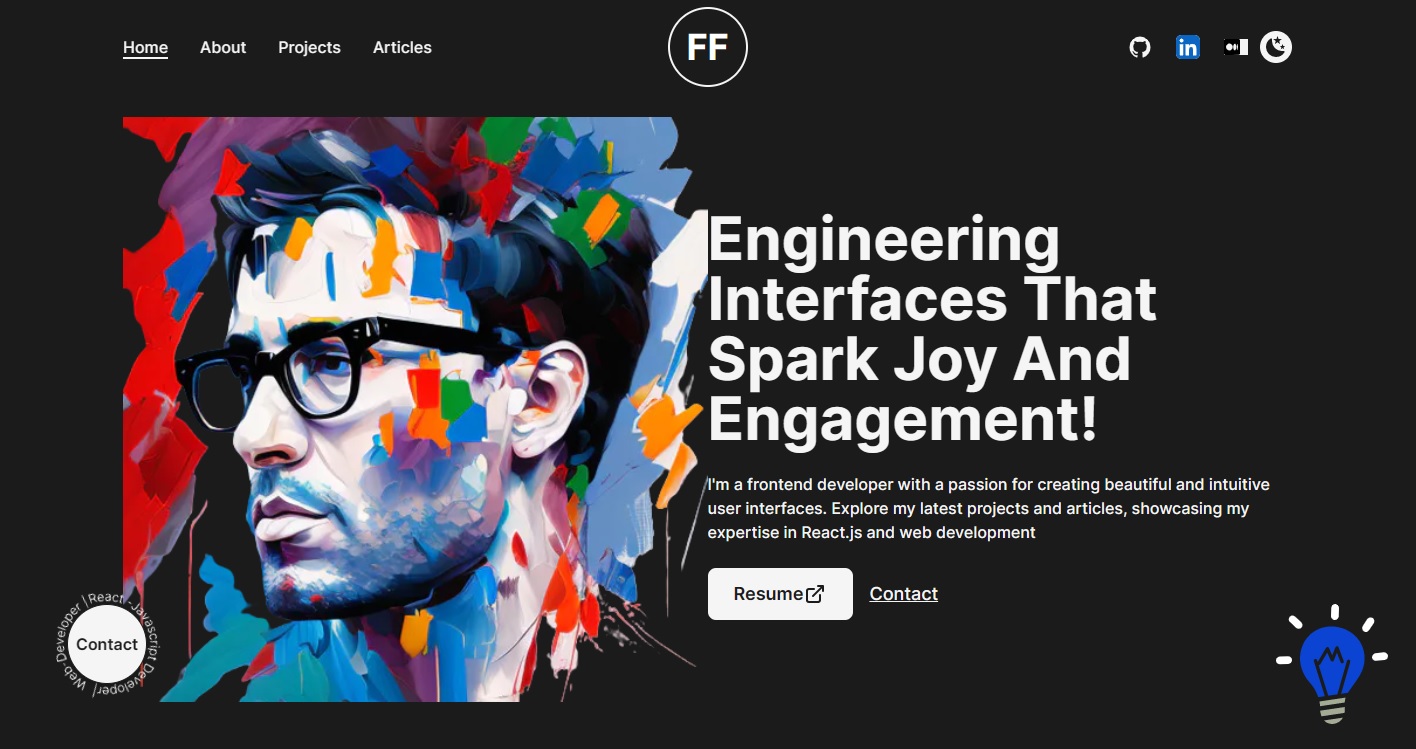 Home About Projects Articles
FF
in
Engineering
Interfaces That
Spark Joy And
Engagement!
I'm a frontend developer with a passion for creating beautiful and intuitive
user interfaces. Explore my latest projects and articles, showcasing my
expertise in React.js and web development
Resume Contact
Web-Developer |React -Javascript Developer|
Contact